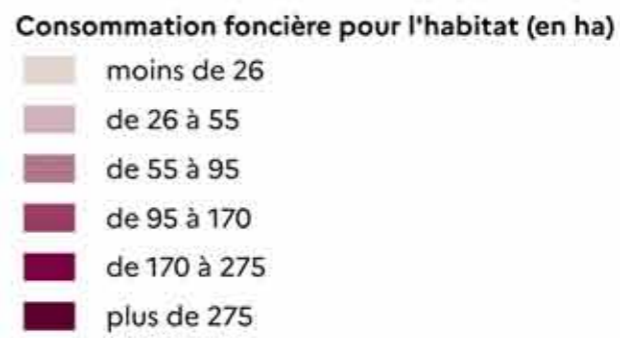 Consommation foncière pour l'habitat (en ha)
moins de 26
de 26 à 55
de 55 à 95
de 95 à 170
de 170 à 275
plus de 275